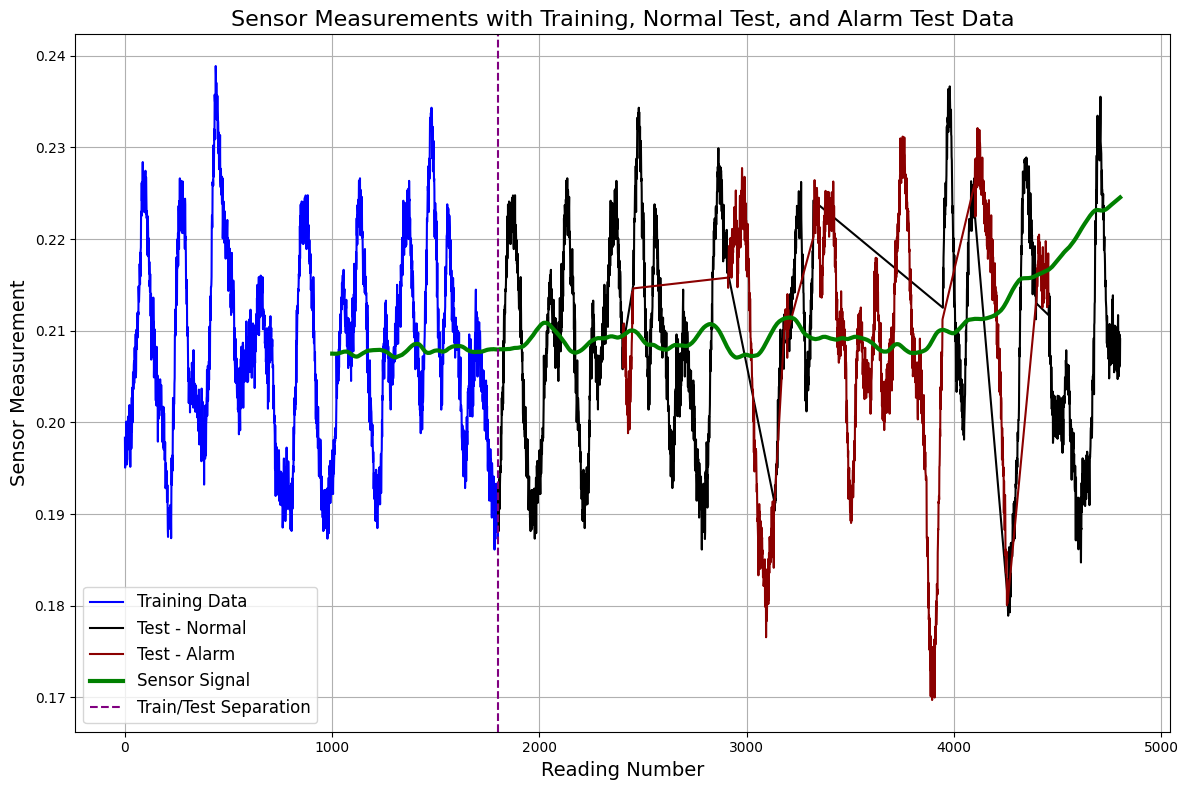 Sensor Measurements with Training, Normal Test, and Alarm Test Data
Sensor Measurement
0.24
0.23
0.22
0.21
0.20
0.19
0.18
0.17
Training Data
Test - Normal
Test - Alarm
Sensor Signal
Train/Test Separation
0
1000
2000
3000
4000
5000
Reading Number